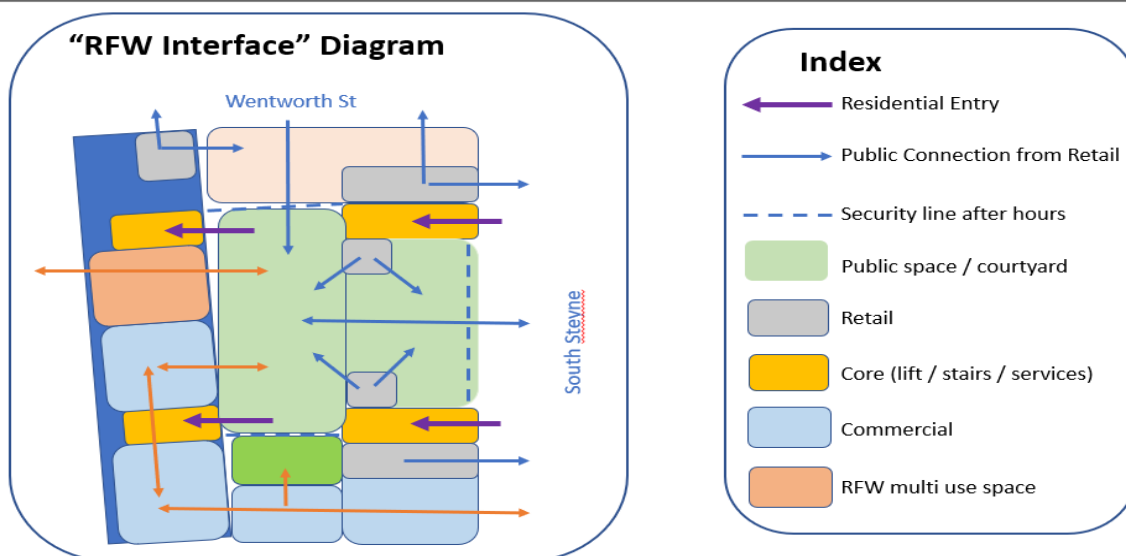 “RFW Interface” Diagram
Wentworth St
South Steyne
Index
Residential Entry
Public Connection from Retail
Security line after hours
Public space / courtyard
Retail
Core (lift / stairs / services)
Commercial
RFW multi use space